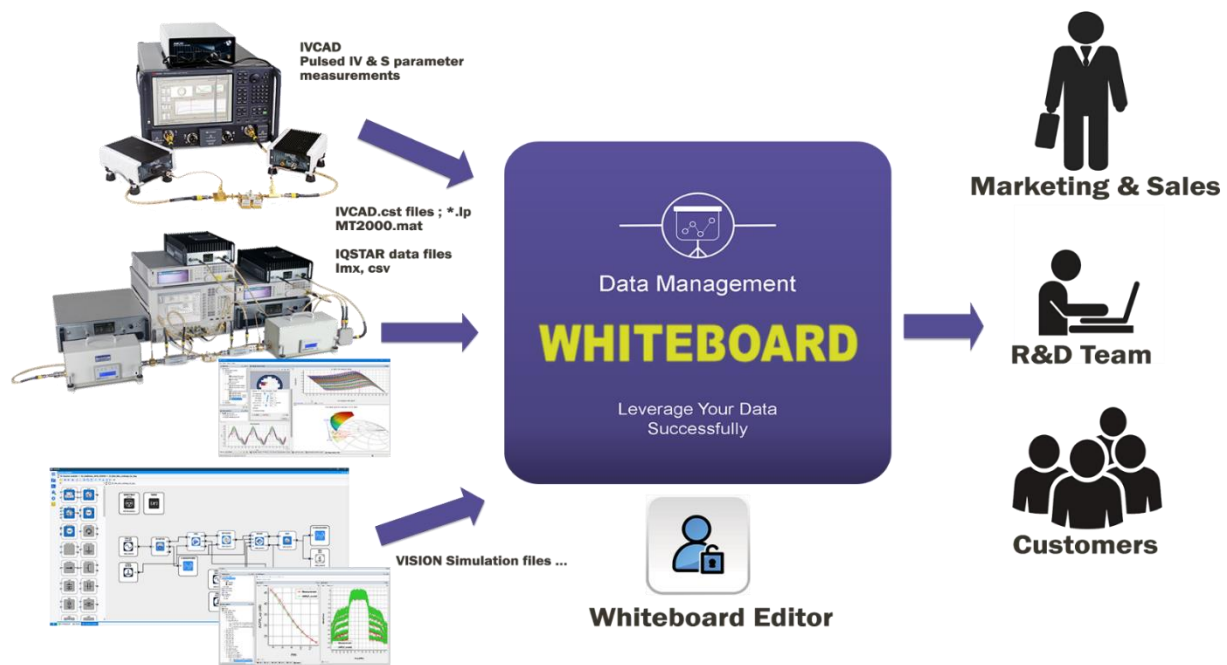 IVCAD
Pulsed IV & S parameter
measurements
IVCAD.cst files ; *.lp
MT2000.mat
IQSTAR data files
lmx, csv
VISION Simulation files ...
Data Management
WHITEBOARD
Leverage Your Data
Successfully
Whiteboard Editor
Marketing & Sales
R&D Team
Customers